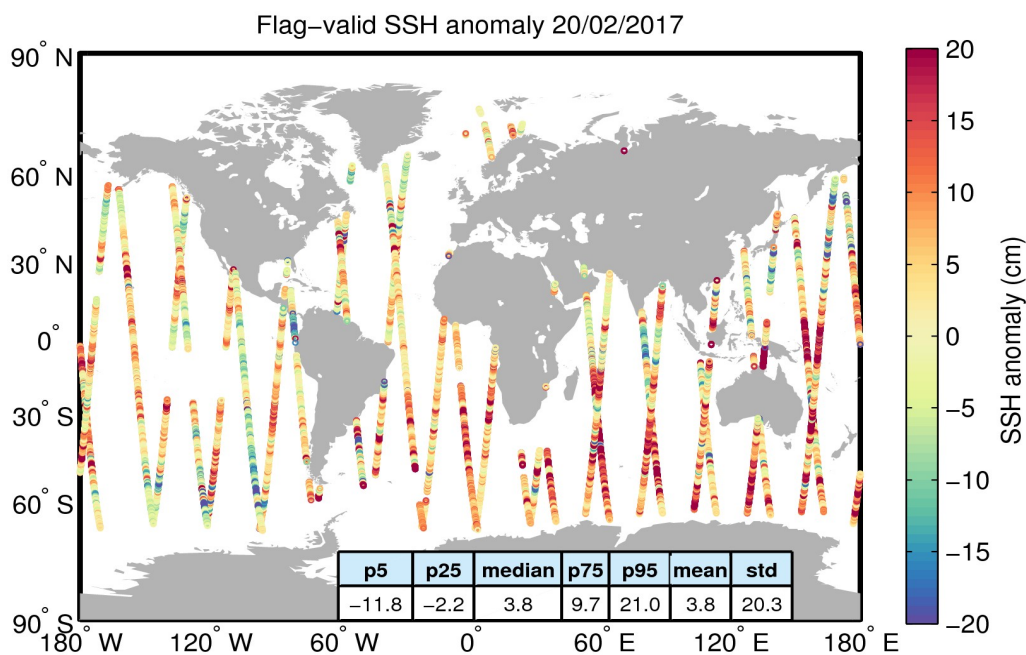 Flag−valid SSH anomaly 20/02/2017
90° N
60° N
30° N
0°
30° S
60° S
90° S
180° W
120° W
60° W
0°
60° E
120° E
180° E
p5 p25 median p75 p95 mean std
−11.8 −2.2 3.8 9.7 21.0 3.8 20.3
20
15
10
5
0
−5
−10
−15
−20
SSH anomaly (cm)